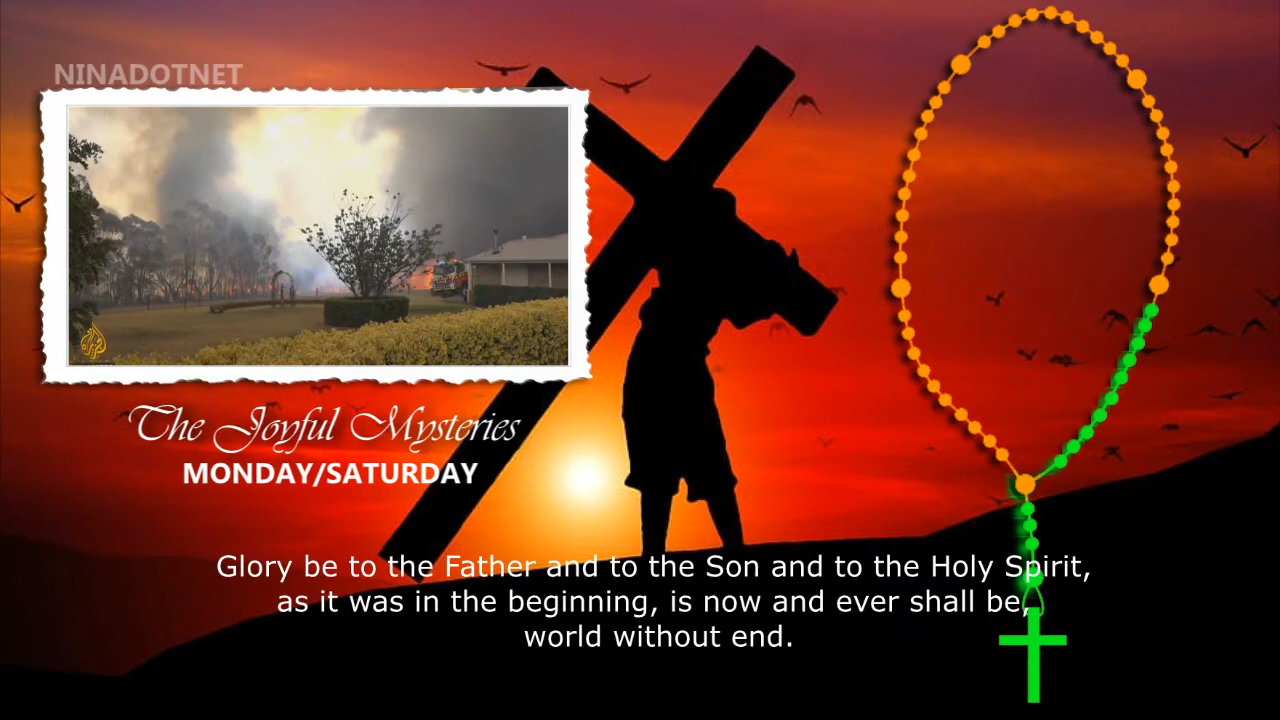 NINADOTNET
The Joyful Mysteries
MONDAY/SATURDAY
Glory be to the Father and to the Son and to the Holy Spirit,
as it was in the beginning, is now and ever shall be,
world without end.